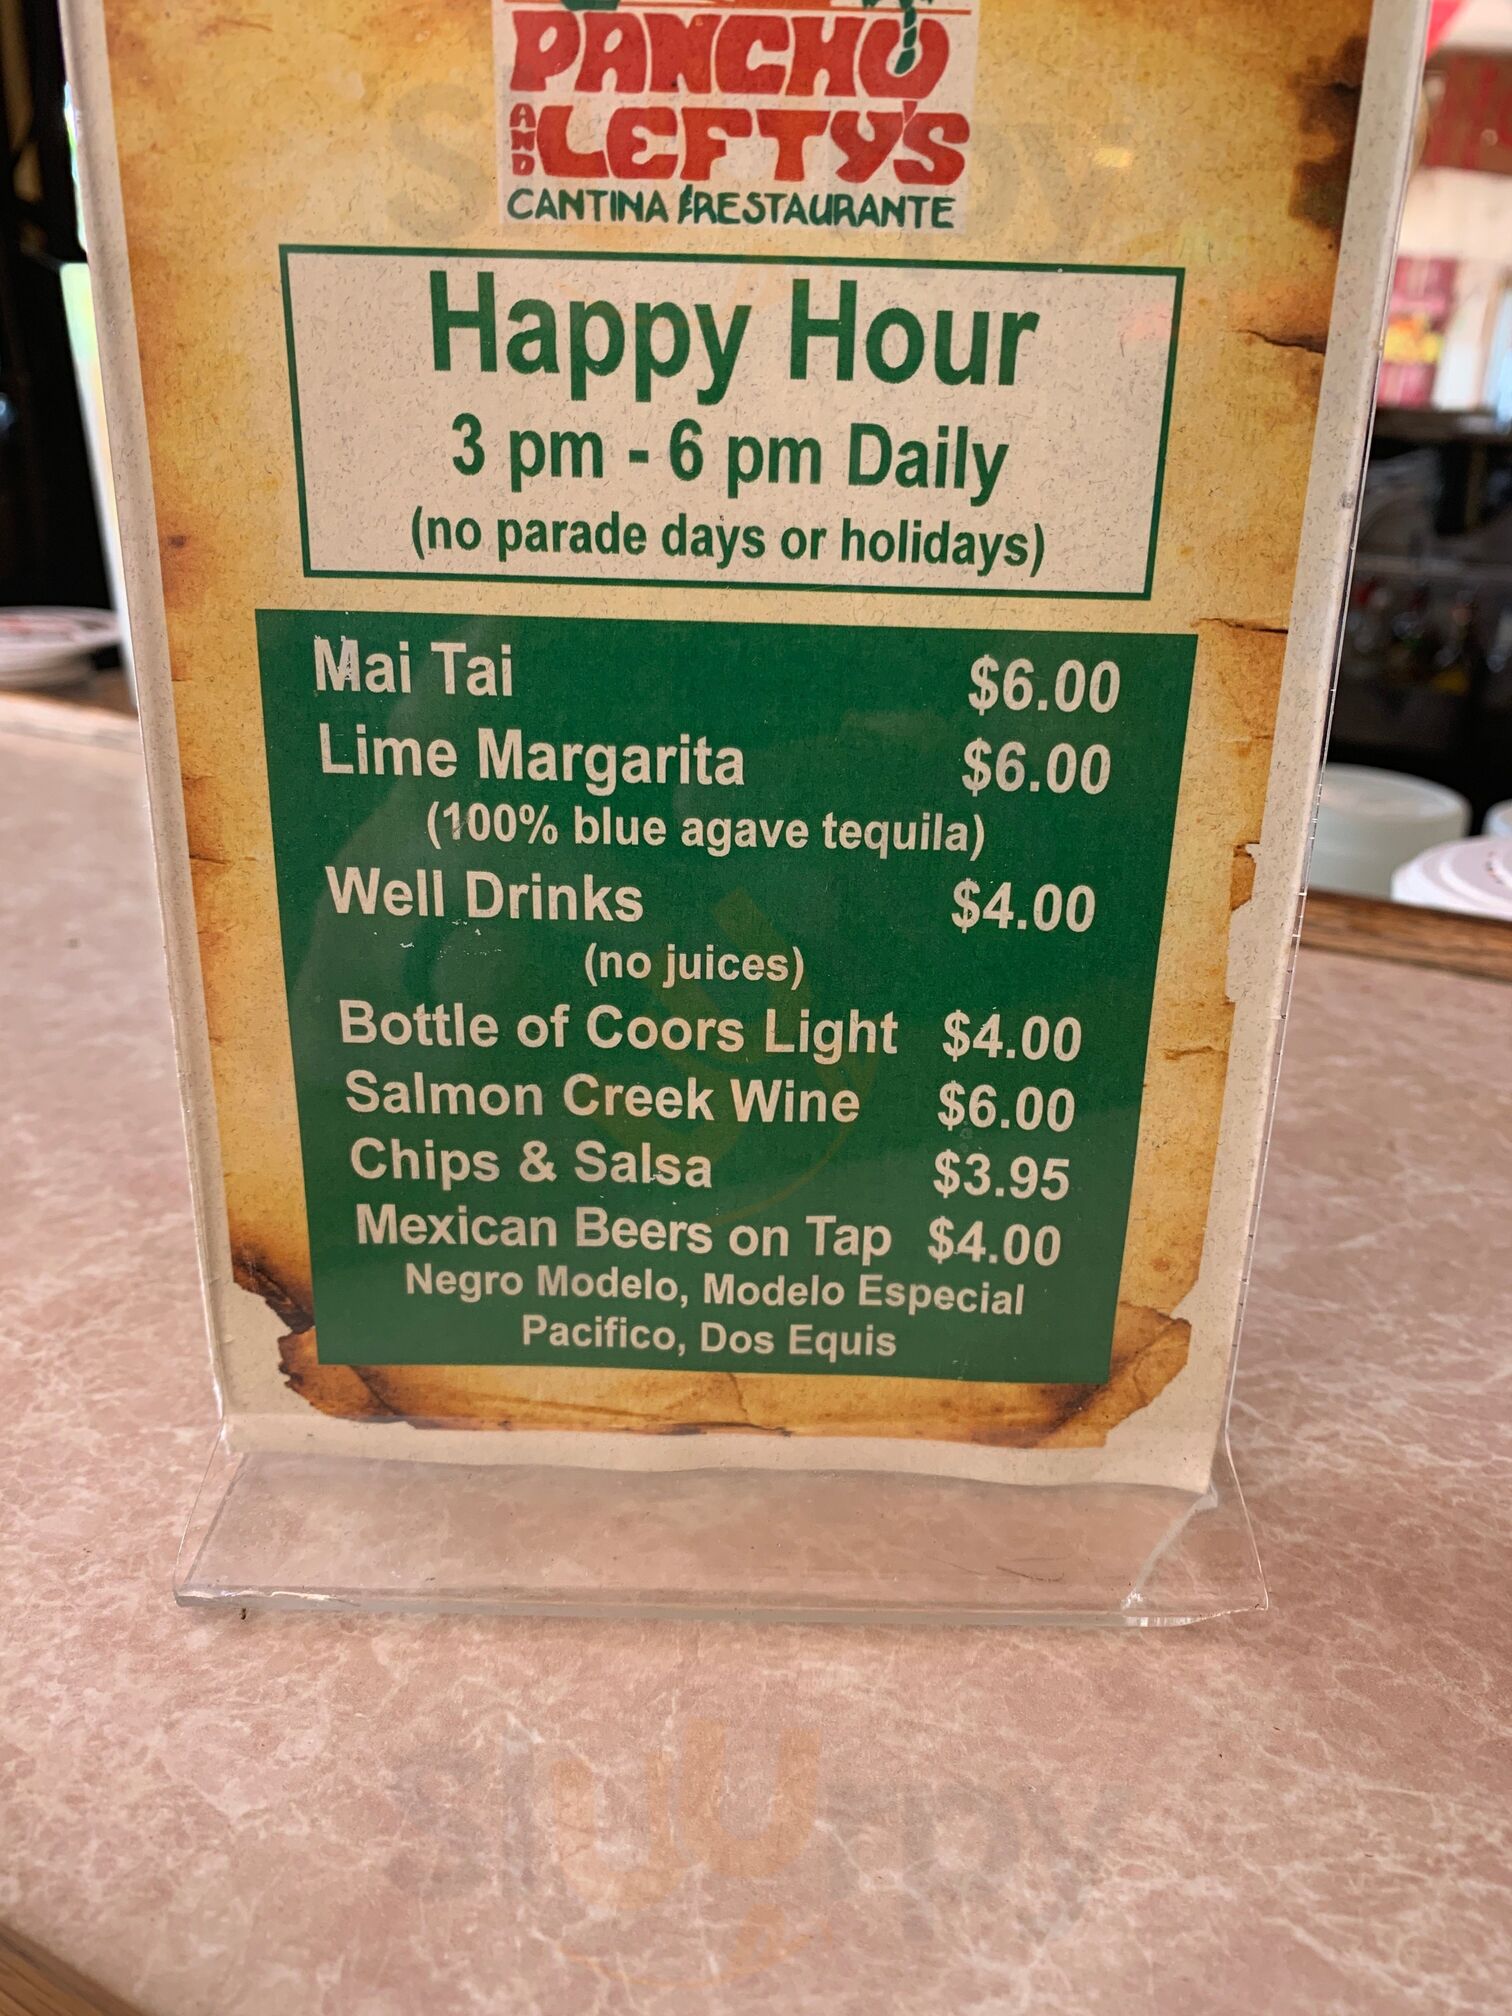 PANCHO
AND LEFTY'S
CANTINA & RESTAURANTE
Happy Hour
3 pm - 6 pm Daily
(no parade days or holidays)
Mai Tai $6.00
Lime Margarita $6.00
(100% blue agave tequila)
Well Drinks $4.00
(no juices)
Bottle of Coors Light $4.00
Salmon Creek Wine $6.00
Chips & Salsa $3.95
Mexican Beers on Tap $4.00
Negro Modelo, Modelo Especial
Pacifico, Dos Equis
Sluurpy
Sluurpy